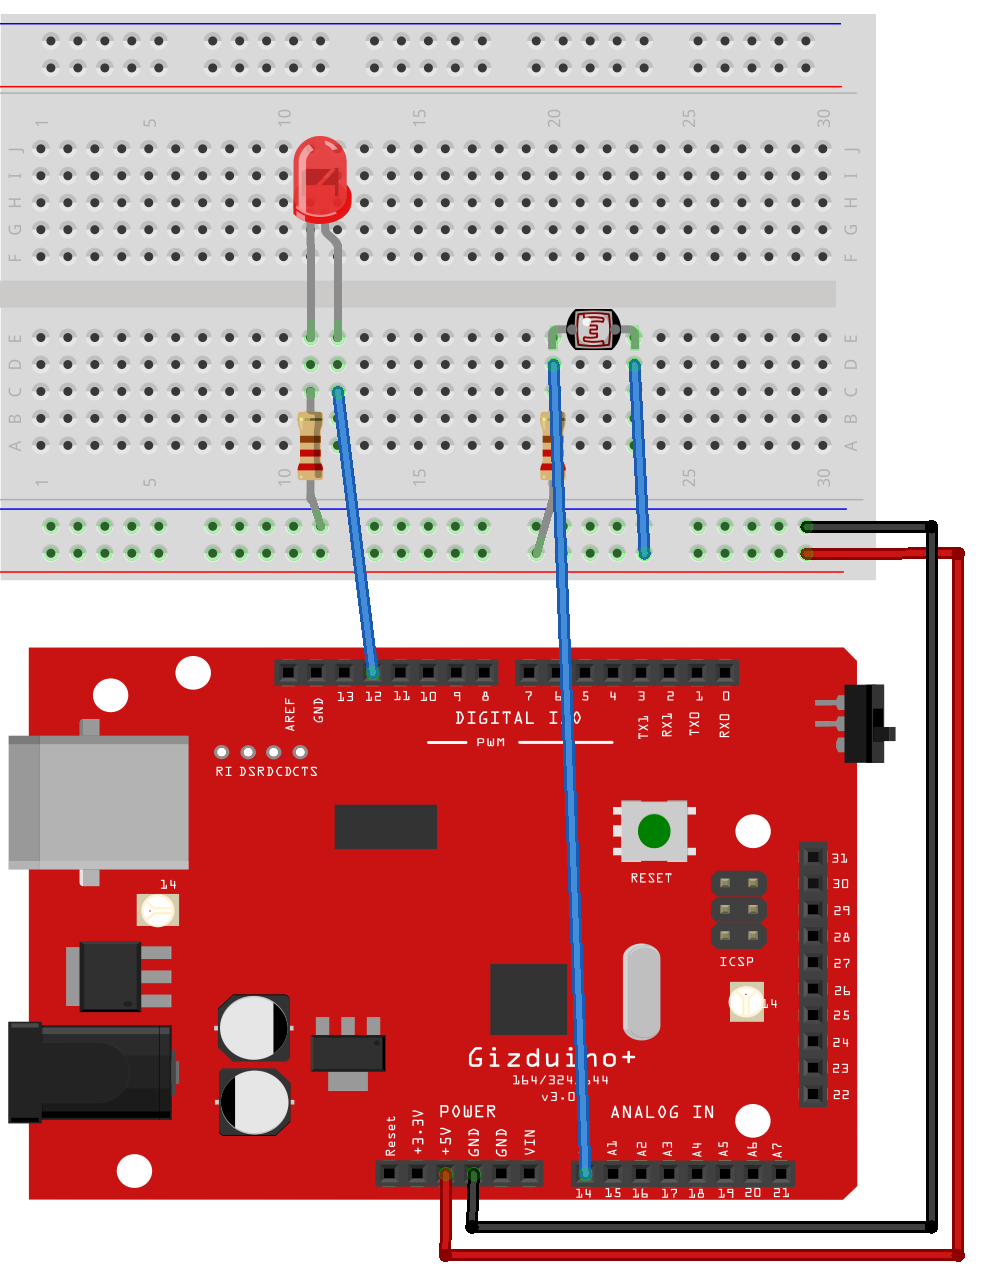 1 5 10 15 20 25 30
J J
I I
H H
G G
F F
E E
D D
C C
B B
A A
1 5 10 15 25 30
AREF GND 13 12 11 10 9 8 7 6 5 4 3 2 1 0
TX1 RX1 TX0 RX0
DIGITAL I/O
PWM
RI DSRDCDCTS
RESET
14
ICSP
14
31
30
29
28
27
26
25
24
23
22
Gizduino+
164/324/644
v3.0
POWER
ANALOG IN
Reset +3.3V +5V GND GND VIN
A1 A2 A3 A4 A5 A6 A7
14 15 16 17 18 19 20 21